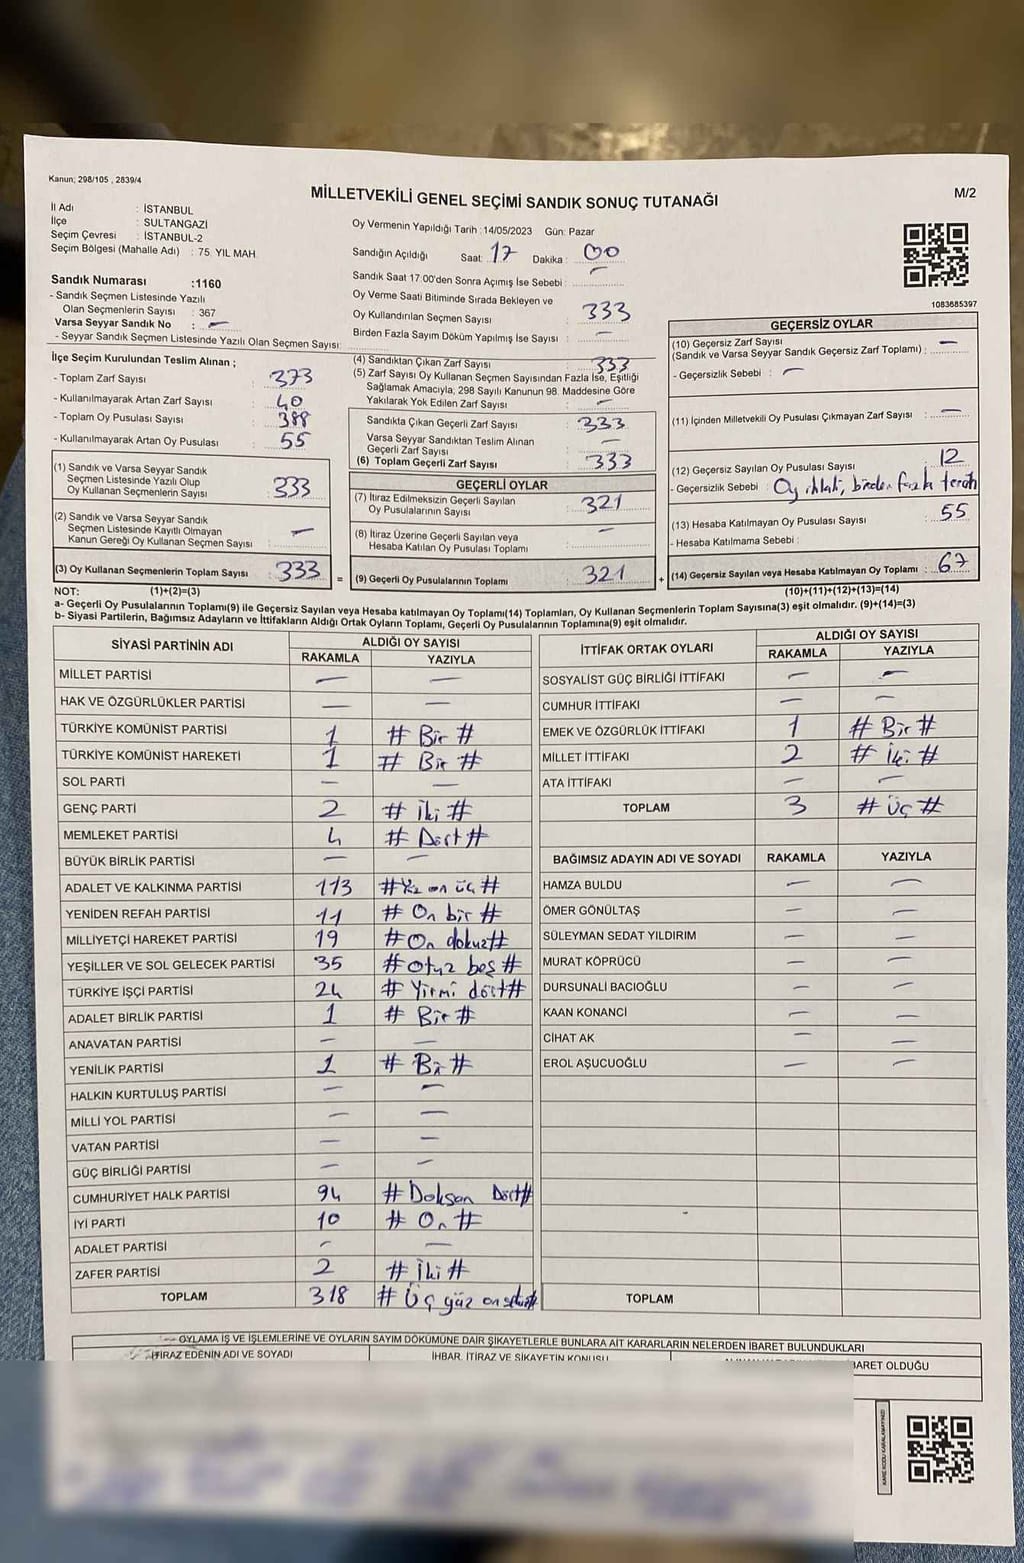 Kanun; 298/105 , 2839/4
MİLLETVEKİLİ GENEL SEÇİMİ SANDIK SONUÇ TUTANAĞI
M/2
İl Adı : İSTANBUL
İlçe : SULTANGAZİ
Seçim Çevresi : İSTANBUL-2
Seçim Bölgesi (Mahalle Adı) : 75. YIL MAH
Sandık Numarası :1160
- Sandık Seçmen Listesinde Yazılı
Olan Seçmenlerin Sayısı : 367
Varsa Seyyar Sandık No : —
- Seyyar Sandık Seçmen Listesinde Yazılı Olan Seçmen Sayısı:
Oy Vermenin Yapıldığı Tarih :14/05/2023 Gün: Pazar
Sandığın Açıldığı Saat: 17 Dakika : 00
Sandık Saat 17:00'den Sonra Açımış İse Sebebi : —
Oy Verme Saati Bitiminde Sırada Bekleyen ve
Oy Kullandırılan Seçmen Sayısı : 333
Birden Fazla Sayım Döküm Yapılmış İse Sayısı : —
1083685397
İlçe Seçim Kurulundan Teslim Alınan ;
- Toplam Zarf Sayısı : 373
- Kullanılmayarak Artan Zarf Sayısı : 40
- Toplam Oy Pusulası Sayısı : 388
- Kullanılmayarak Artan Oy Pusulası : 55
(1) Sandık ve Varsa Seyyar Sandık
Seçmen Listesinde Yazılı Olup
Oy Kullanan Seçmenlerin Sayısı : 333
(2) Sandık ve Varsa Seyyar Sandık
Seçmen Listesinde Kayıtlı Olmayan
Kanun Gereği Oy Kullanan Seçmen Sayısı : —
(3) Oy Kullanan Seçmenlerin Toplam Sayısı : 333
(4) Sandıktan Çıkan Zarf Sayısı : 333
(5) Zarf Sayısı Oy Kullanan Seçmen Sayısından Fazla İse, Eşitliği
Sağlamak Amacıyla; 298 Sayılı Kanunun 98. Maddesine Göre
Yakılarak Yok Edilen Zarf Sayısı : —
Sandıkta Çıkan Geçerli Zarf Sayısı : 333
Varsa Seyyar Sandıktan Teslim Alınan
Geçerli Zarf Sayısı : —
(6) Toplam Geçerli Zarf Sayısı : 333
GEÇERLİ OYLAR
(7) İtiraz Edilmeksizin Geçerli Sayılan
Oy Pusulalarının Sayısı : 321
(8) İtiraz Üzerine Geçerli Sayılan veya
Hesaba Katılan Oy Pusulası Toplamı : —
= (9) Geçerli Oy Pusulalarının Toplamı : 321 +
GEÇERSİZ OYLAR
(10) Geçersiz Zarf Sayısı
(Sandık ve Varsa Seyyar Sandık Geçersiz Zarf Toplamı) : —
- Geçersizlik Sebebi : —
(11) İçinden Milletvekili Oy Pusulası Çıkmayan Zarf Sayısı : —
(12) Geçersiz Sayılan Oy Pusulası Sayısı : 12
- Geçersizlik Sebebi : Oy ihlali, birden fazla tercih
(13) Hesaba Katılmayan Oy Pusulası Sayısı : 55
- Hesaba Katılmama Sebebi :
(14) Geçersiz Sayılan veya Hesaba Katılmayan Oy Toplamı : 67
NOT: (1)+(2)=(3) (10)+(11)+(12)+(13)=(14)
a- Geçerli Oy Pusulalarının Toplamı(9) ile Geçersiz Sayılan veya Hesaba katılmayan Oy Toplamı(14) Toplamları, Oy Kullanan Seçmenlerin Toplam Sayısına(3) eşit olmalıdır. (9)+(14)=(3)
b- Siyasi Partilerin, Bağımsız Adayların ve İttifakların Aldığı Ortak Oyların Toplamı, Geçerli Oy Pusulalarının Toplamına(9) eşit olmalıdır.
SİYASİ PARTİNİN ADI ALDIĞI OY SAYISI
RAKAMLA YAZIYLA
MİLLET PARTİSİ — —
HAK VE ÖZGÜRLÜKLER PARTİSİ — —
TÜRKİYE KOMÜNİST PARTİSİ 1 # Bir #
TÜRKİYE KOMÜNİST HAREKETİ 1 # Bir #
SOL PARTİ — —
GENÇ PARTİ 2 # İki #
MEMLEKET PARTİSİ 4 # Dört #
BÜYÜK BİRLİK PARTİSİ — —
ADALET VE KALKINMA PARTİSİ 113 # Yüz on üç #
YENİDEN REFAH PARTİSİ 11 # On bir #
MİLLİYETÇİ HAREKET PARTİSİ 19 # On dokuz #
YEŞİLLER VE SOL GELECEK PARTİSİ 35 # Otuz beş #
TÜRKİYE İŞÇİ PARTİSİ 24 # Yirmi dört #
ADALET BİRLİK PARTİSİ 1 # Bir #
ANAVATAN PARTİSİ — —
YENİLİK PARTİSİ 1 # Bir #
HALKIN KURTULUŞ PARTİSİ — —
MİLLİ YOL PARTİSİ — —
VATAN PARTİSİ — —
GÜÇ BİRLİĞİ PARTİSİ — —
CUMHURİYET HALK PARTİSİ 94 # Doksan Dört #
İYİ PARTİ 10 # On #
ADALET PARTİSİ — —
ZAFER PARTİSİ 2 # İki #
TOPLAM 318 # Üç yüz on sekiz #
İTTİFAK ORTAK OYLARI ALDIĞI OY SAYISI
RAKAMLA YAZIYLA
SOSYALİST GÜÇ BİRLİĞİ İTTİFAKI — —
CUMHUR İTTİFAKI — —
EMEK VE ÖZGÜRLÜK İTTİFAKI 1 # Bir #
MİLLET İTTİFAKI 2 # İki #
ATA İTTİFAKI — —
TOPLAM 3 # Üç #
BAĞIMSIZ ADAYIN ADI VE SOYADI RAKAMLA YAZIYLA
HAMZA BULDU — —
ÖMER GÖNÜLTAŞ — —
SÜLEYMAN SEDAT YILDIRIM — —
MURAT KÖPRÜCÜ — —
DURSUNALİ BACIOĞLU — —
KAAN KONANCİ — —
CİHAT AK — —
EROL AŞUCUOĞLU — —
TOPLAM
OYLAMA İŞ VE İŞLEMLERİNE VE OYLARIN SAYIM DÖKÜMÜNE DAİR ŞİKAYETLERLE BUNLARA AİT KARARLARIN NELERDEN İBARET BULUNDUKLARI
İTİRAZ EDENİN ADI VE SOYADI İHBAR, İTİRAZ VE ŞİKAYETİN KONUSU İBARET OLDUĞU
KARE KODU KARALAMAYINIZ!